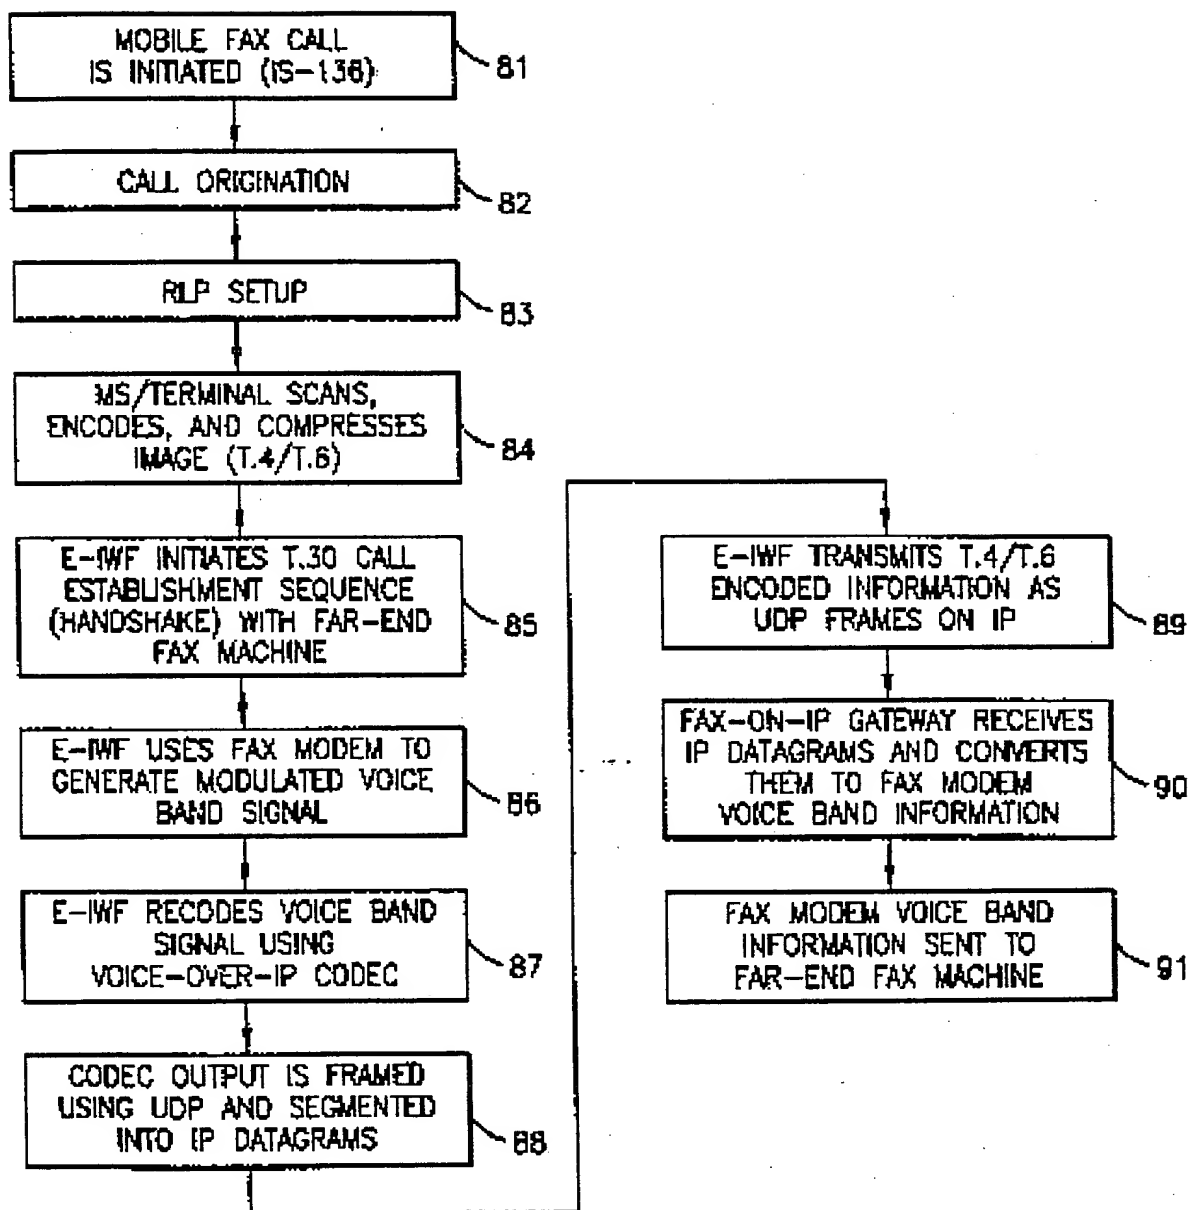 MOBILE FAX CALL
IS INITIATED (IS-136)
81
CALL ORIGINATION
82
RLP SETUP
83
MS/TERMINAL SCANS,
ENCODES, AND COMPRESSES
IMAGE (T.4/T.6)
84
E-IWF INITIATES T.30 CALL
ESTABLISHMENT SEQUENCE
(HANDSHAKE) WITH FAR-END
FAX MACHINE
85
E-IWF USES FAX MODEM TO
GENERATE MODULATED VOICE
BAND SIGNAL
86
E-IWF RECODES VOICE BAND
SIGNAL USING
VOICE-OVER-IP CODEC
87
CODEC OUTPUT IS FRAMED
USING UDP AND SEGMENTED
INTO IP DATAGRAMS
88
E-IWF TRANSMITS T.4/T.6
ENCODED INFORMATION AS
UDP FRAMES ON IP
89
FAX-ON-IP GATEWAY RECEIVES
IP DATAGRAMS AND CONVERTS
THEM TO FAX MODEM
VOICE BAND INFORMATION
90
FAX MODEM VOICE BAND
INFORMATION SENT TO
FAR-END FAX MACHINE
91